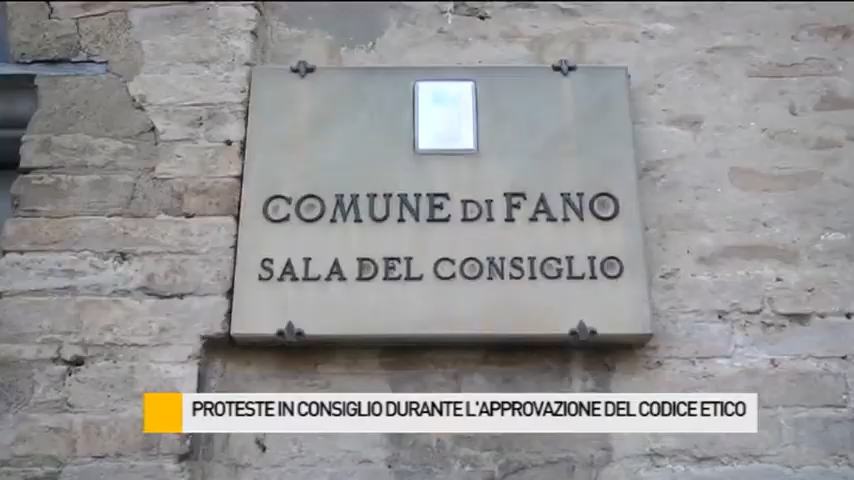 COMUNE DI FANO
SALA DEL CONSIGLIO
PROTESTE IN CONSIGLIO DURANTE L'APPROVAZIONE DEL CODICE ETICO